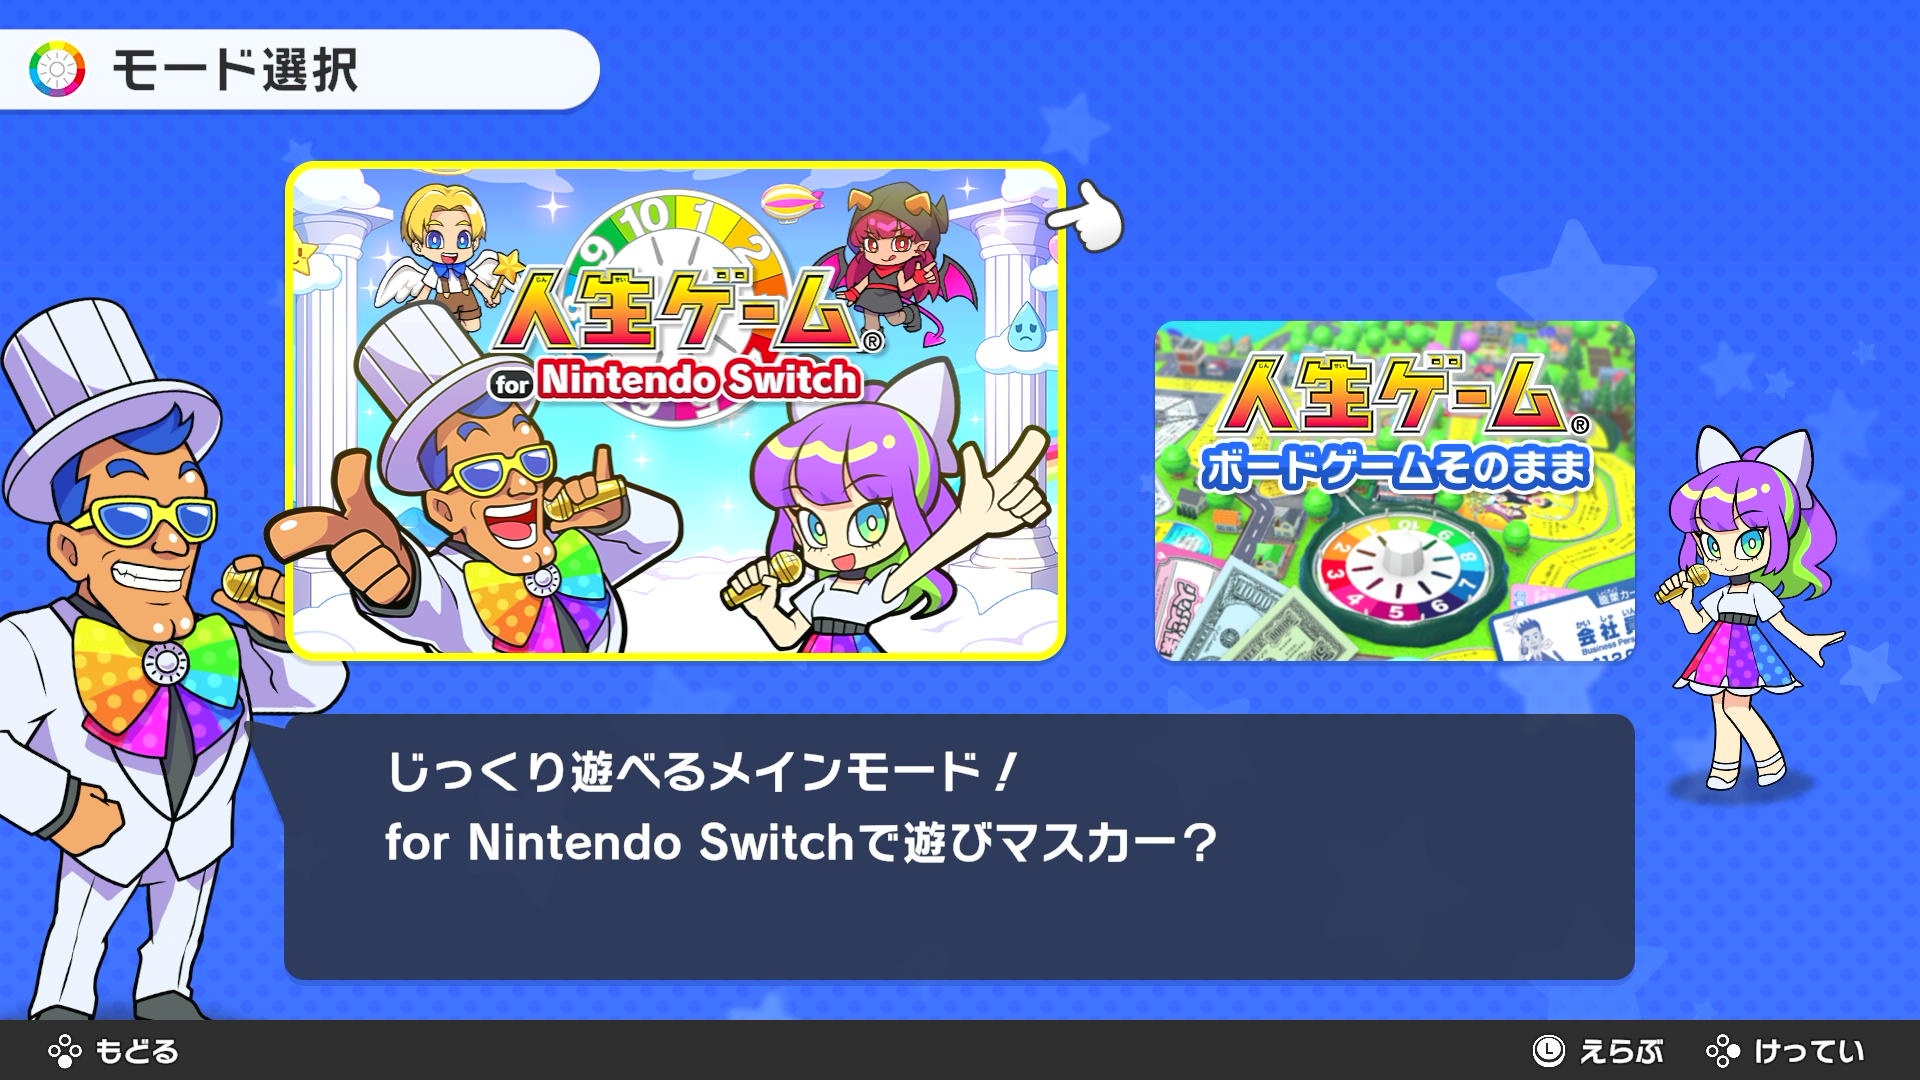 モード選択
人生ゲーム®
for Nintendo Switch
人生ゲーム®
ボードゲームそのまま
じっくり遊べるメインモード！
for Nintendo Switchで遊びマスカー？
もどる
Ⓛ えらぶ
けってい